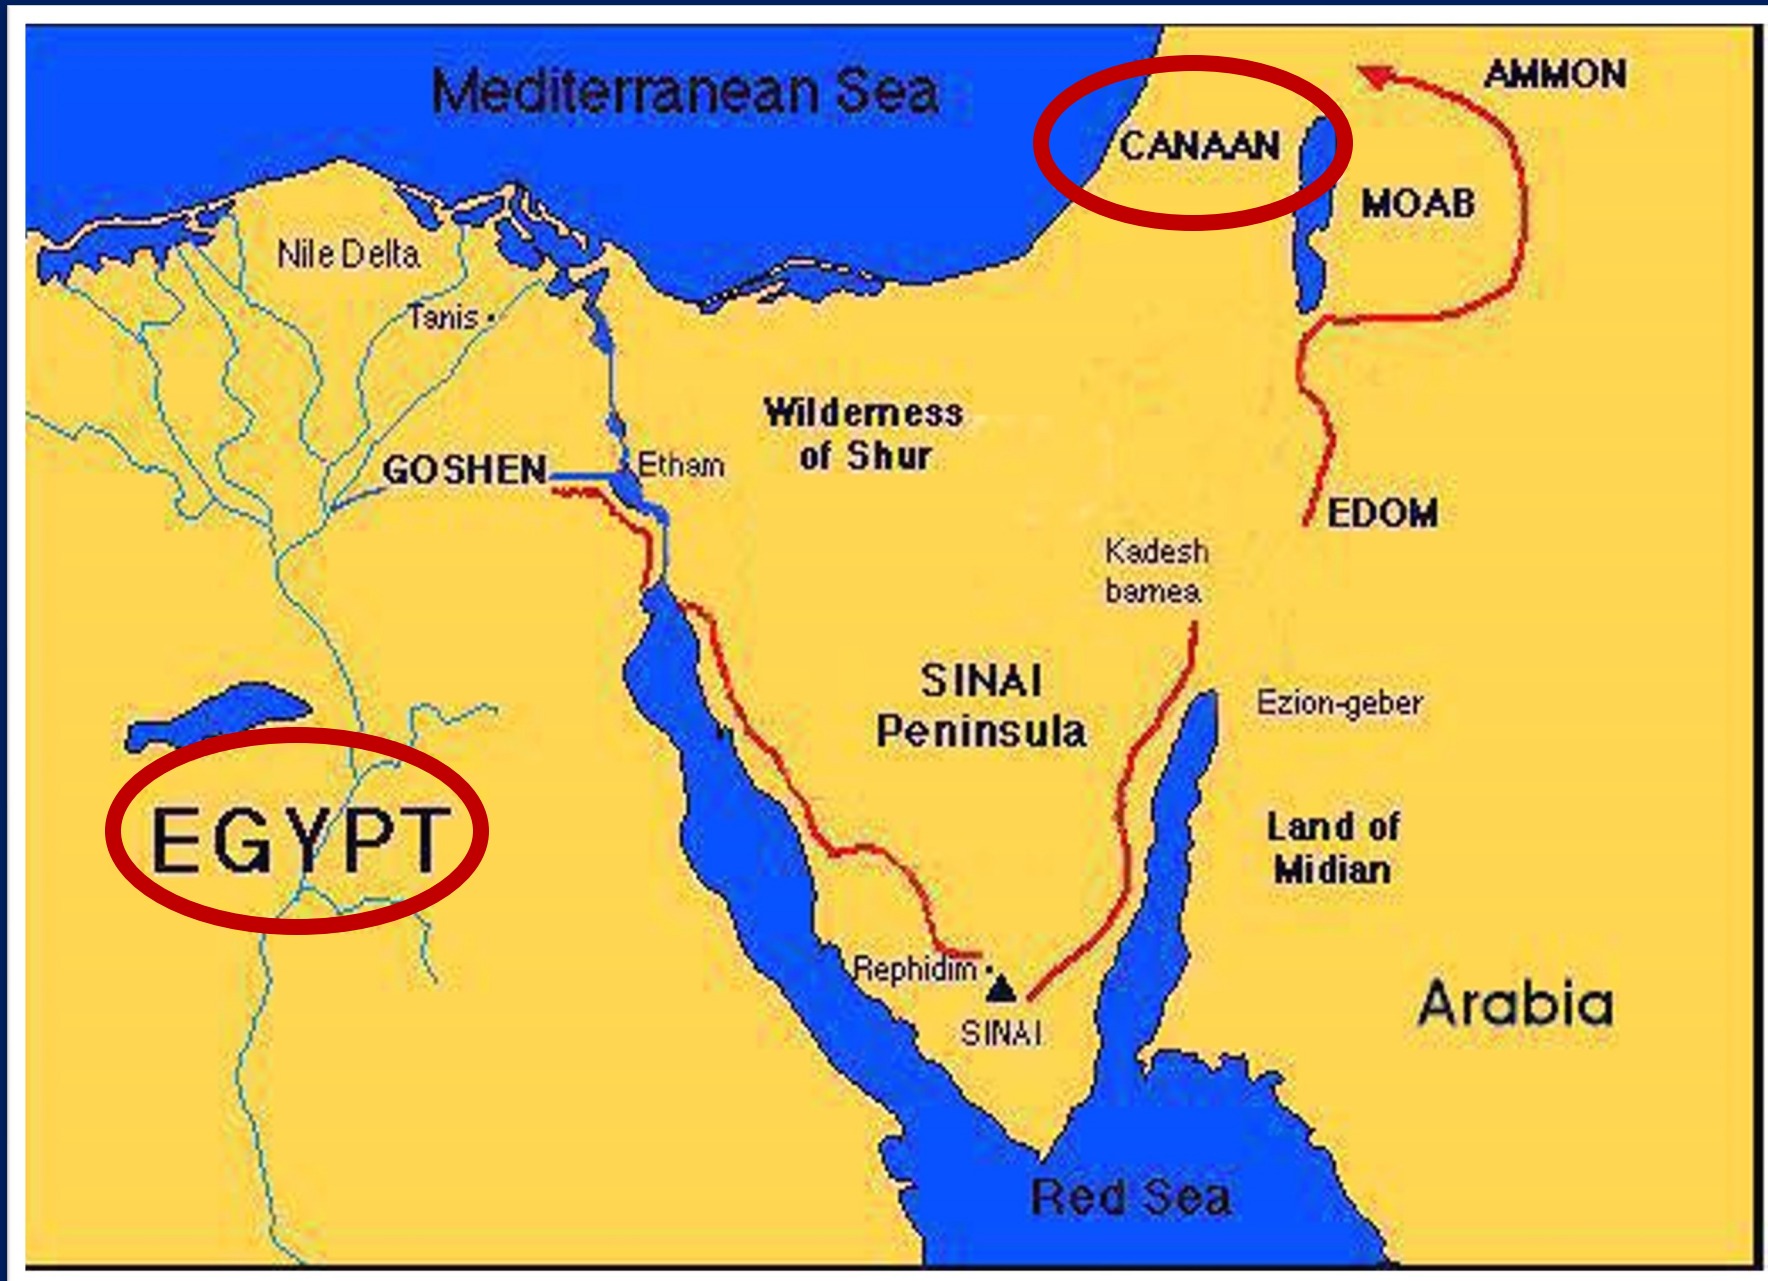 Mediterranean Sea
AMMON
CANAAN
MOAB
Nile Delta
Tanis
Wilderness
of Shur
GOSHEN
Etham
EDOM
Kadesh
barnea
SINAI
Peninsula
Ezion-geber
EGYPT
Land of
Midian
Rephidim
SINAI
Arabia
Red Sea